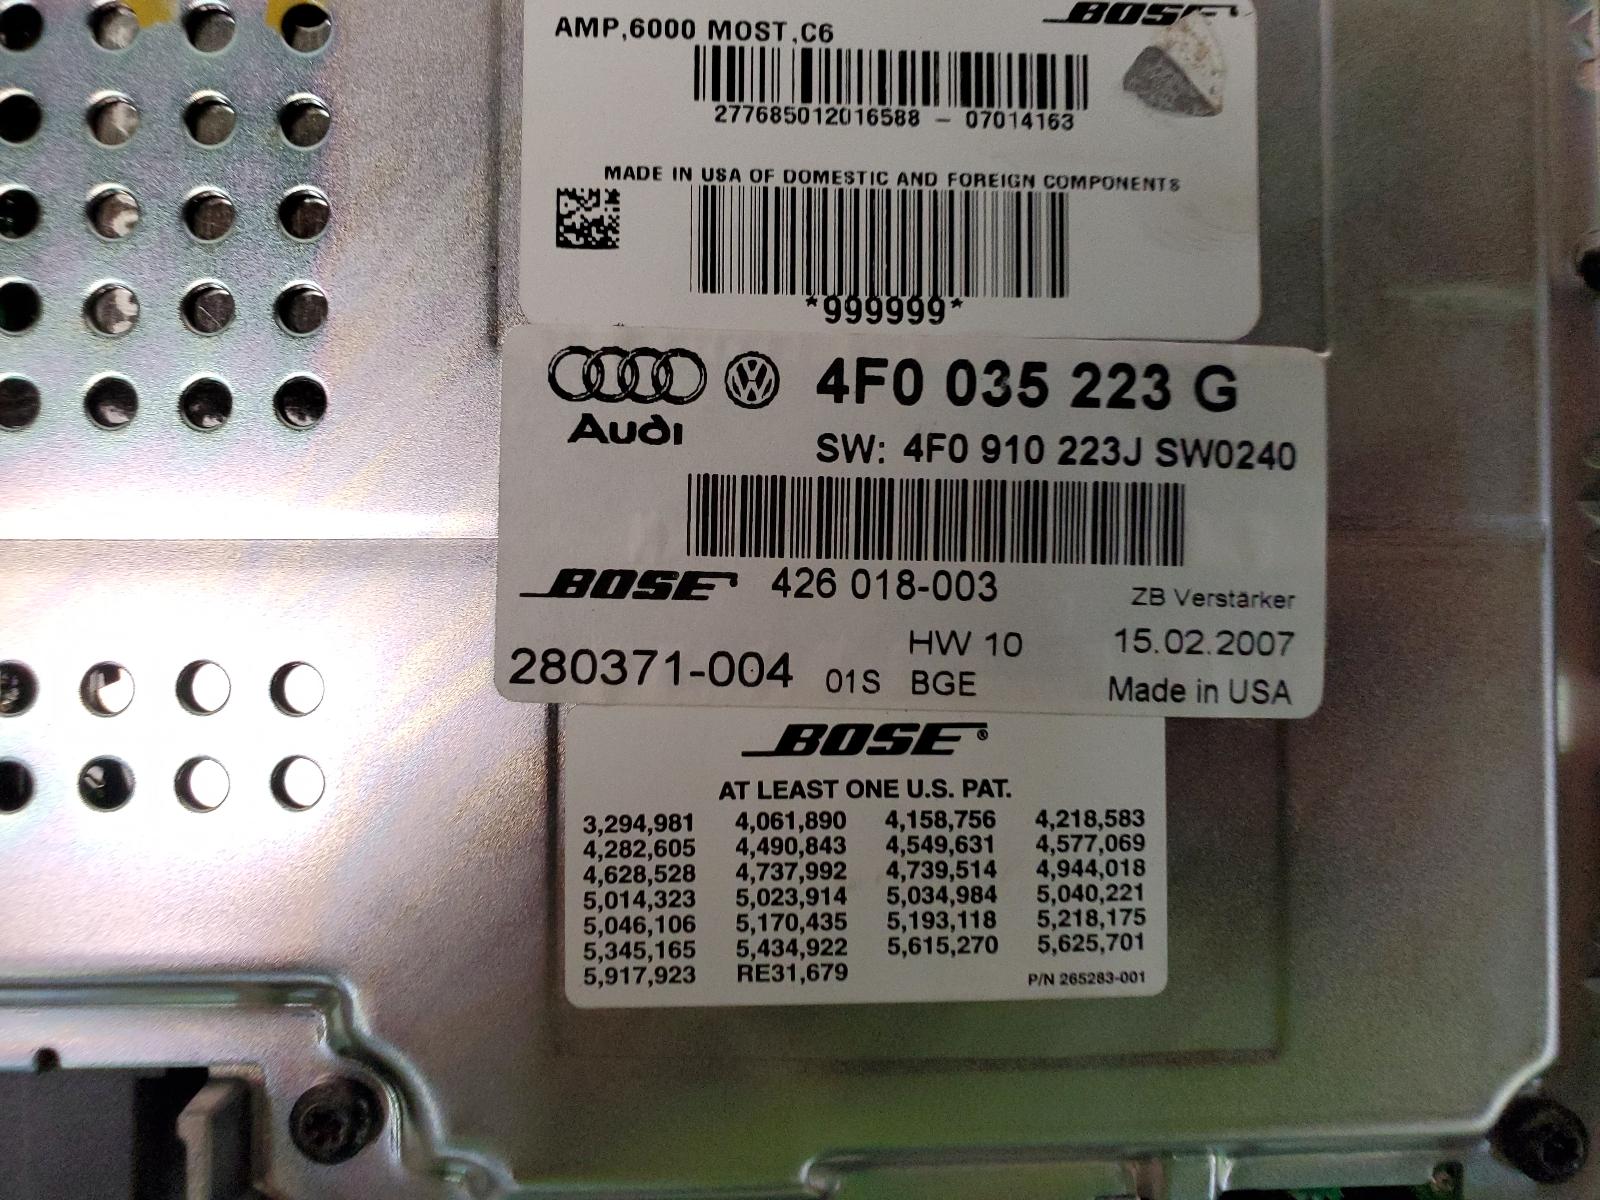 BOSE
AMP,6000 MOST,C6
277685012016588 - 07014163
MADE IN USA OF DOMESTIC AND FOREIGN COMPONENTS
*999999*
Audi
4F0 035 223 G
SW: 4F0 910 223J SW0240
BOSE 426 018-003
ZB Verstärker
HW 10 15.02.2007
280371-004 01S BGE Made in USA
BOSE®
AT LEAST ONE U.S. PAT.
3,294,981 4,061,890 4,158,756 4,218,583
4,282,605 4,490,843 4,549,631 4,577,069
4,628,528 4,737,992 4,739,514 4,944,018
5,014,323 5,023,914 5,034,984 5,040,221
5,046,106 5,170,435 5,193,118 5,218,175
5,345,165 5,434,922 5,615,270 5,625,701
5,917,923 RE31,679 P/N 265283-001